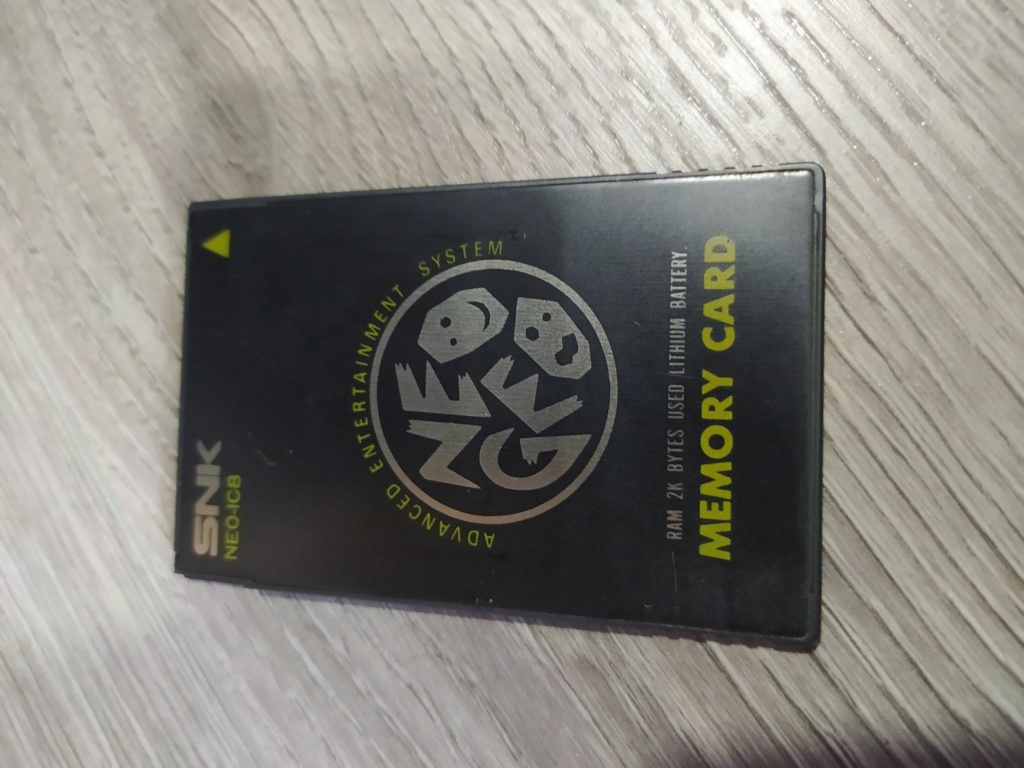 SNK
NEO-IC8
ADVANCED ENTERTAINMENT SYSTEM
NEO
GEO
RAM 2K BYTES USED LITHIUM BATTERY.
MEMORY CARD